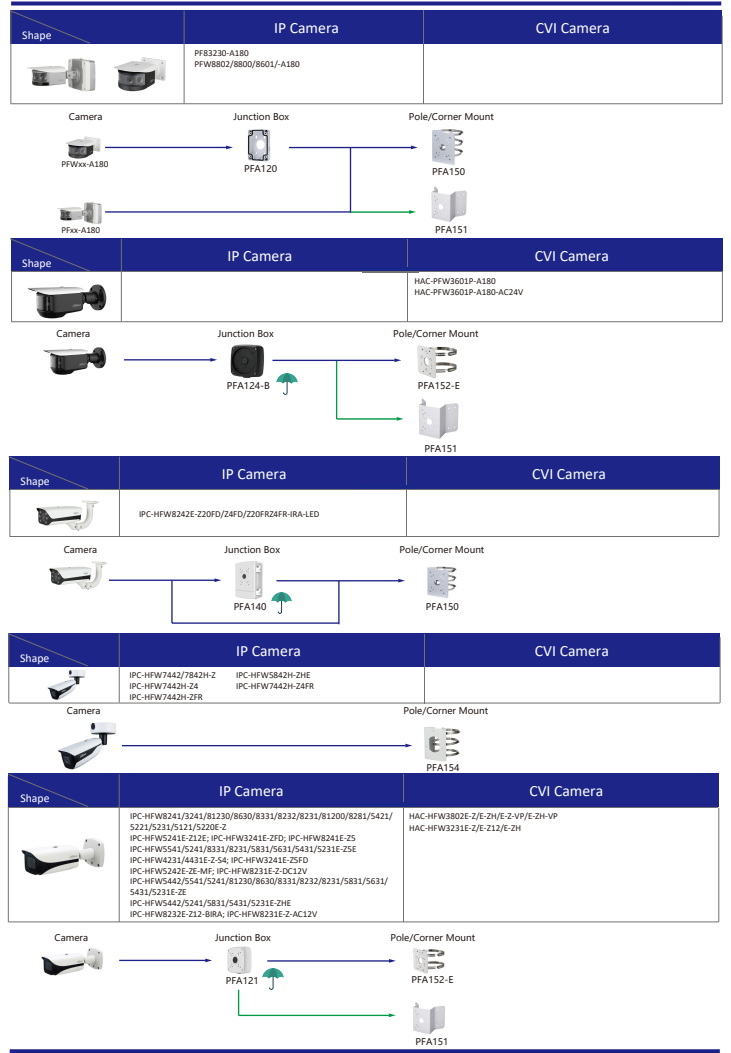 Shape
IP Camera
CVI Camera
PF83230-A180
PFW8802/8800/8601/-A180
Camera
Junction Box
Pole/Corner Mount
PFWxx-A180
PFA120
PFA150
PFxx-A180
PFA151
Shape
IP Camera
CVI Camera
HAC-PFW3601P-A180
HAC-PFW3601P-A180-AC24V
Camera
Junction Box
Pole/Corner Mount
PFA124-B
PFA152-E
PFA151
Shape
IP Camera
CVI Camera
IPC-HFW8242E-Z20FD/Z4FD/Z20FRZ4FR-IRA-LED
Camera
Junction Box
Pole/Corner Mount
PFA140
PFA150
Shape
IP Camera
CVI Camera
IPC-HFW7442/7842H-Z
IPC-HFW5842H-ZHE
IPC-HFW7442H-Z4
IPC-HFW7442H-Z4FR
IPC-HFW7442H-ZFR
Camera
Pole/Corner Mount
PFA154
Shape
IP Camera
CVI Camera
IPC-HFW8241/3241/81230/8630/8331/8232/8231/81200/8281/5421/
5221/5231/5121/5220E-Z
IPC-HFW5241E-Z12E; IPC-HFW3241E-ZFD; IPC-HFW8241E-Z5
IPC-HFW5541/5241/8331/8231/5831/5631/5431/5231E-Z5E
IPC-HFW4231/4431E-Z-S4; IPC-HFW3241E-Z5FD
IPC-HFW5242E-ZE-MF; IPC-HFW8231E-Z-DC12V
IPC-HFW5442/5541/5241/81230/8630/8331/8232/8231/5831/5631/
5431/5231E-ZE
IPC-HFW5442/5241/5831/5431/5231E-ZHE
IPC-HFW8232E-Z12-BIRA; IPC-HFW8231E-Z-AC12V
HAC-HFW3802E-Z/E-ZH/E-Z-VP/E-ZH-VP
HAC-HFW3231E-Z/E-Z12/E-ZH
Camera
Junction Box
Pole/Corner Mount
PFA121
PFA152-E
PFA151